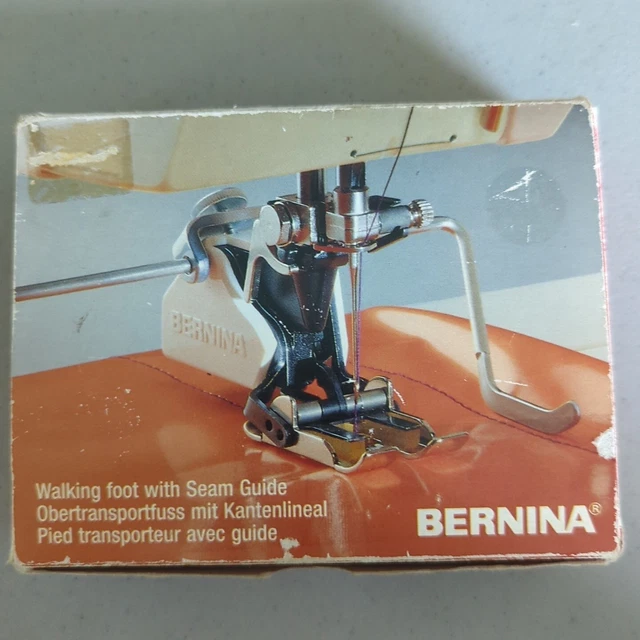 BERNINA
Walking foot with Seam Guide
Obertransportfuss mit Kantenlineal
Pied transporteur avec guide
BERNINA®